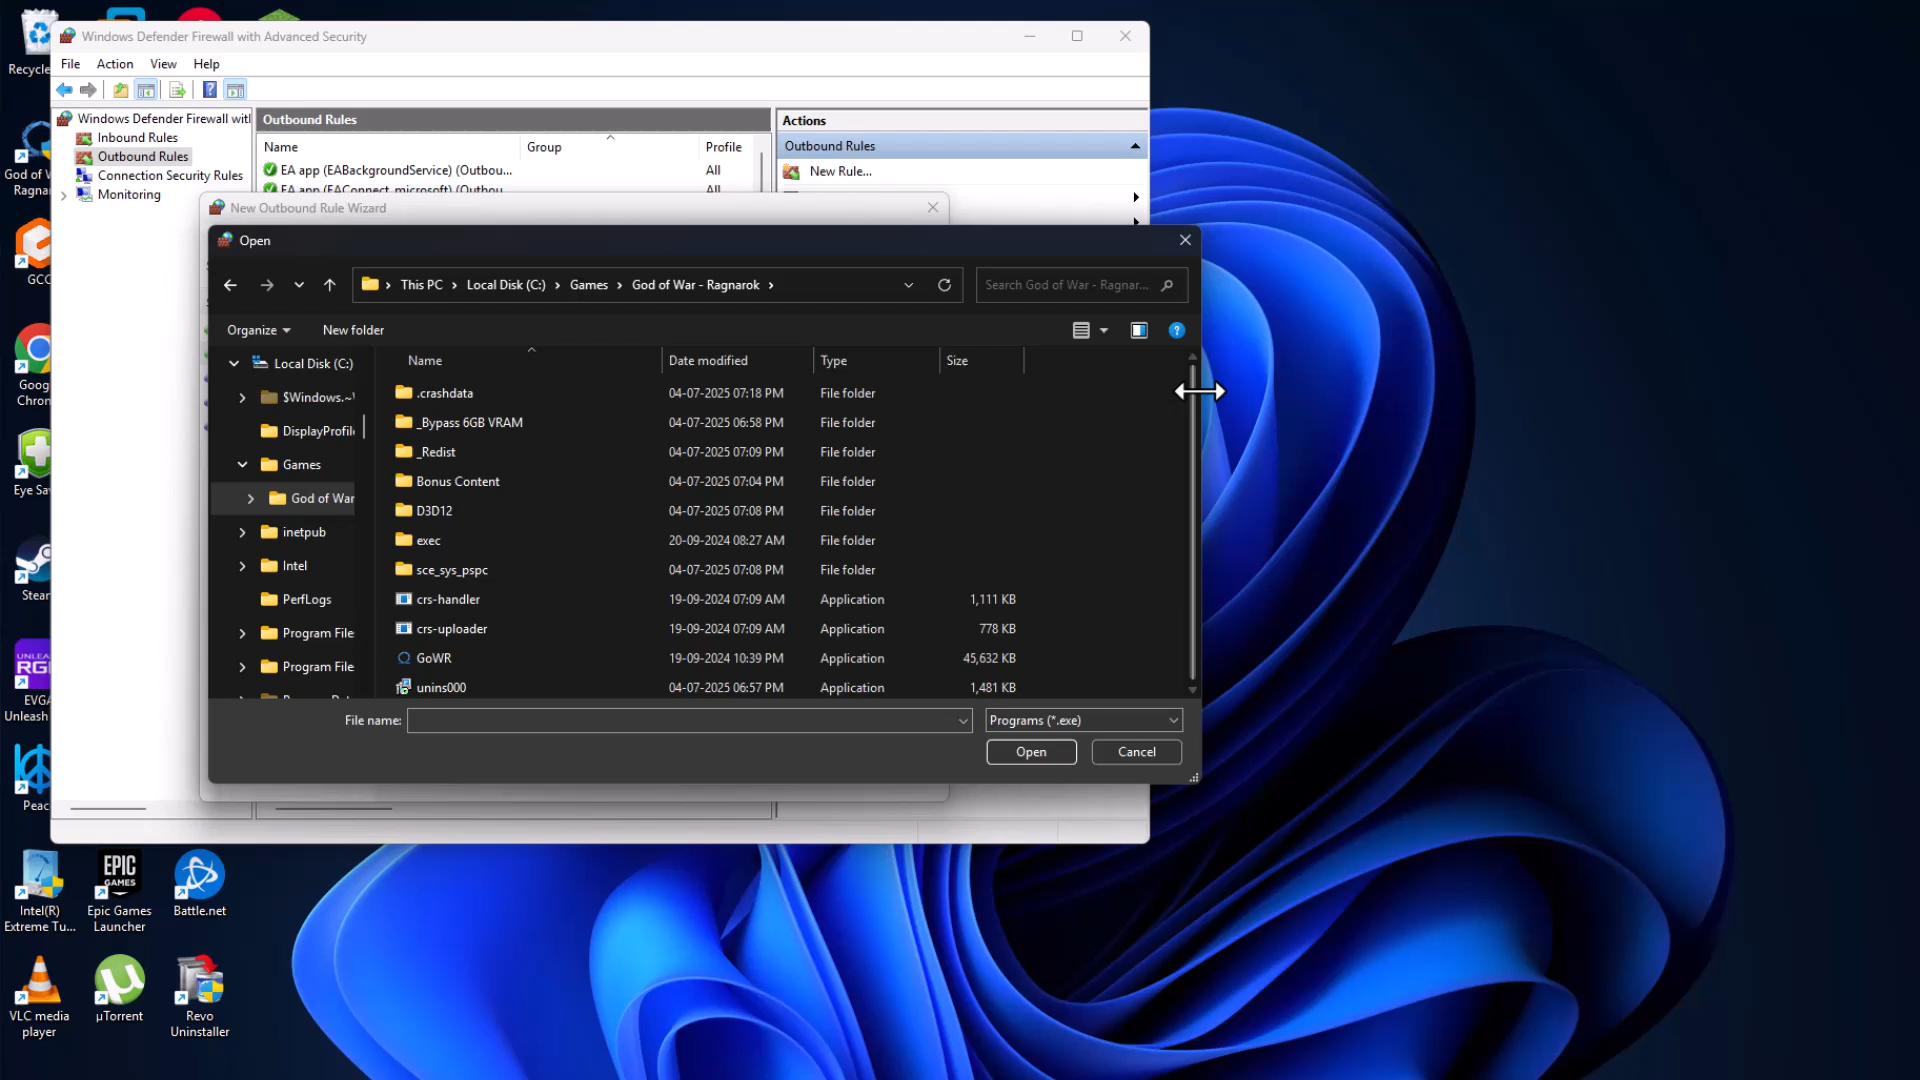 Recycle
Windows Defender Firewall with Advanced Security
File Action View Help
Windows Defender Firewall wit
Inbound Rules
Outbound Rules
Connection Security Rules
Monitoring
Outbound Rules
Name Group Profile
EA app (EABackgroundService) (Outbou... All
EA app (EAConnect_microsoft) (Outbou... All
Actions
Outbound Rules
New Rule...
New Outbound Rule Wizard
Open
This PC › Local Disk (C:) › Games › God of War - Ragnarok ›
Search God of War - Ragnar...
Organize New folder
Local Disk (C:)
$Windows.~
DisplayProfile
Games
God of War
inetpub
Intel
PerfLogs
Program File
Program File
Name Date modified Type Size
.crashdata 04-07-2025 07:18 PM File folder
_Bypass 6GB VRAM 04-07-2025 06:58 PM File folder
_Redist 04-07-2025 07:09 PM File folder
Bonus Content 04-07-2025 07:04 PM File folder
D3D12 04-07-2025 07:08 PM File folder
exec 20-09-2024 08:27 AM File folder
sce_sys_pspc 04-07-2025 07:08 PM File folder
crs-handler 19-09-2024 07:09 AM Application 1,111 KB
crs-uploader 19-09-2024 07:09 AM Application 778 KB
GoWR 19-09-2024 10:39 PM Application 45,632 KB
unins000 04-07-2025 06:57 PM Application 1,481 KB
File name:
Programs (*.exe)
Open Cancel
God of W
Ragnar
GCC
Goog
Chron
Eye Sav
Stear
UNLEA
RG
EVGA
Unleash
Peac
Intel(R)
Extreme Tu...
EPIC
GAMES
Epic Games
Launcher
Battle.net
VLC media
player
µTorrent
Revo
Uninstaller